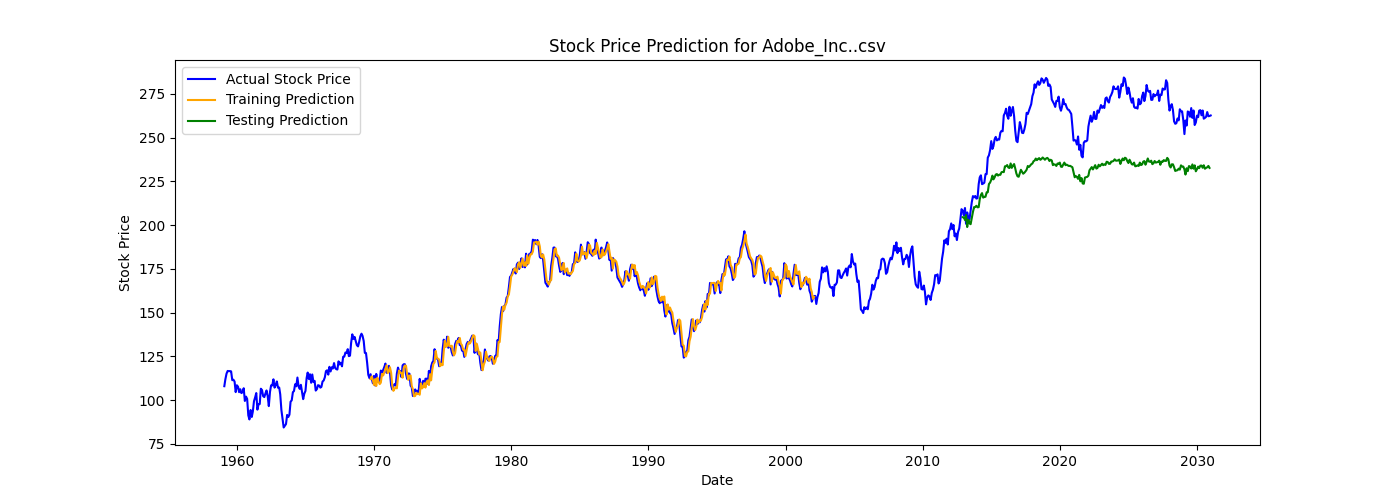 Stock Price Prediction for Adobe_Inc..csv
Actual Stock Price
Training Prediction
Testing Prediction
275
250
225
200
175
150
125
100
75
Stock Price
1960
1970
1980
1990
2000
2010
2020
2030
Date